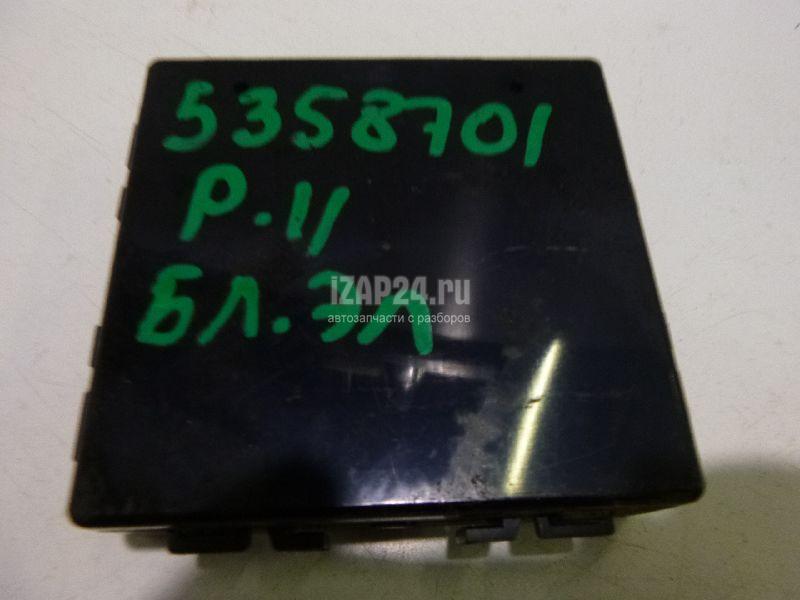 5358701
P.11
БЛ.ЭЛ
iZAP24.ru
автозапчасти с разборов